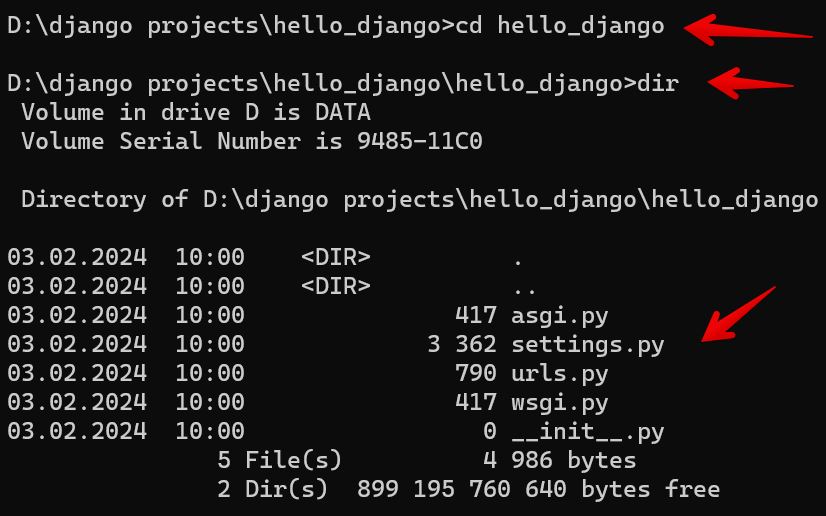 D:\django projects\hello_django>cd hello_django
D:\django projects\hello_django\hello_django>dir
Volume in drive D is DATA
Volume Serial Number is 9485-11C0
Directory of D:\django projects\hello_django\hello_django
03.02.2024  10:00    <DIR>          .
03.02.2024  10:00    <DIR>          ..
03.02.2024  10:00               417 asgi.py
03.02.2024  10:00             3 362 settings.py
03.02.2024  10:00               790 urls.py
03.02.2024  10:00               417 wsgi.py
03.02.2024  10:00                 0 __init__.py
5 File(s)          4 986 bytes
2 Dir(s)  899 195 760 640 bytes free